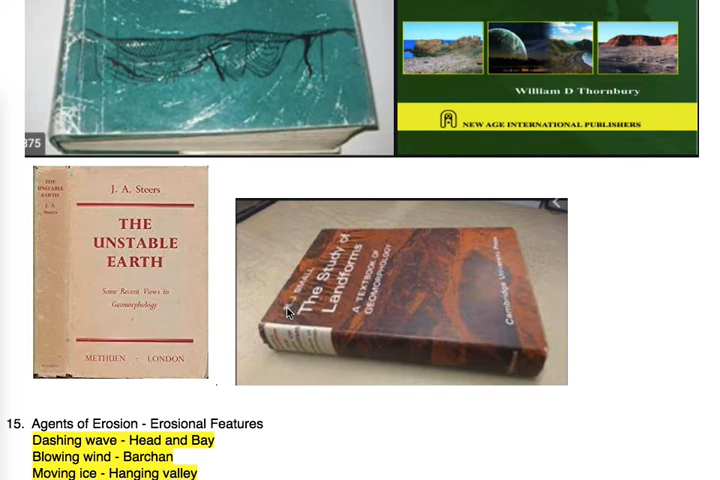 375
William D Thornbury
NEW AGE INTERNATIONAL PUBLISHERS
THE
UNSTABLE
EARTH
J. A.
Steers
J. A. Steers
THE
UNSTABLE
EARTH
Some Recent Views in
Geomorphology
METHUEN · LONDON
R. J. SMALL
The Study of
Landforms
A TEXTBOOK OF
GEOMORPHOLOGY
Cambridge University Press
15. Agents of Erosion - Erosional Features
Dashing wave - Head and Bay
Blowing wind - Barchan
Moving ice - Hanging valley